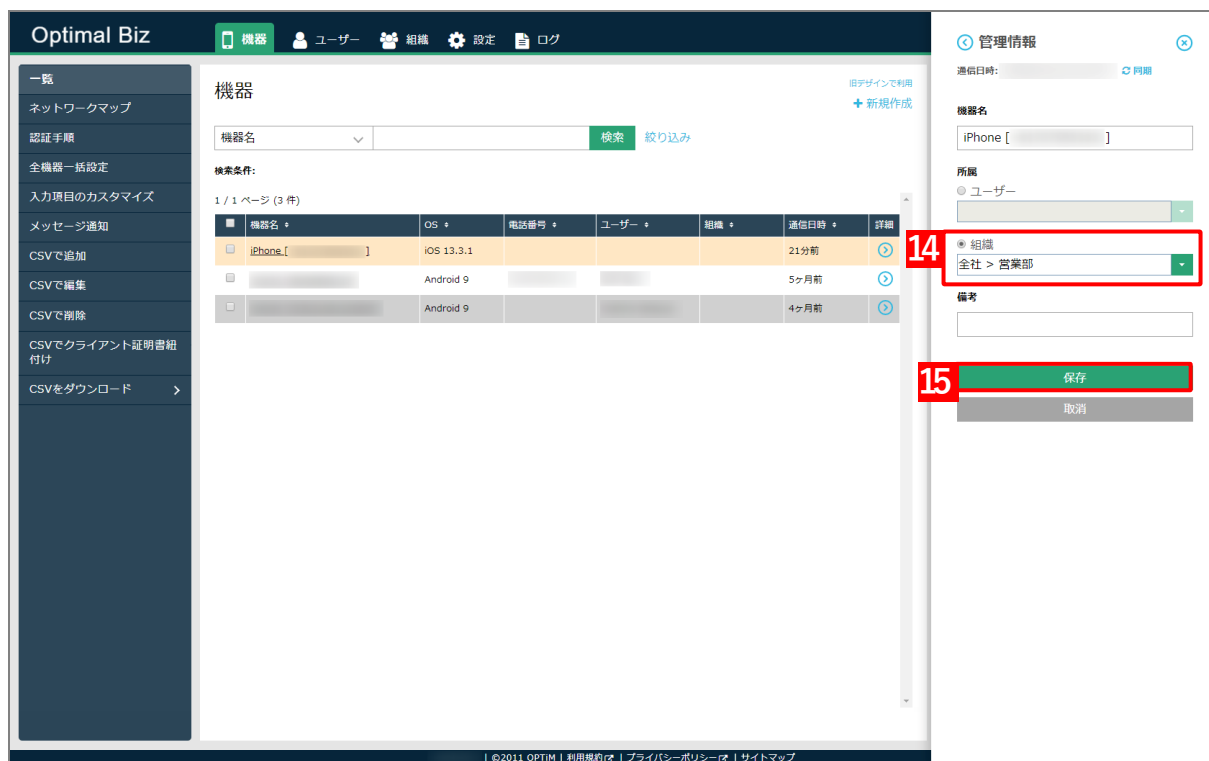 Optimal Biz
機器 ユーザー 組織 設定 ログ
一覧
ネットワークマップ
認証手順
全機器一括設定
入力項目のカスタマイズ
メッセージ通知
CSVで追加
CSVで編集
CSVで削除
CSVでクライアント証明書紐
付け
CSVをダウンロード
機器
旧デザインで利用
新規作成
機器名 検索 絞り込み
検索条件:
1 / 1 ページ (3 件)
機器名 OS 電話番号 ユーザー 組織 通信日時 詳細
iPhone [ ] iOS 13.3.1 21分前
Android 9 5ヶ月前
Android 9 4ヶ月前
管理情報
通信日時: 同期
機器名
iPhone [ ]
所属
ユーザー
14
組織
全社 > 営業部
備考
15
保存
取消
| ©2011 OPTiM | 利用規約 | プライバシーポリシー | サイトマップ